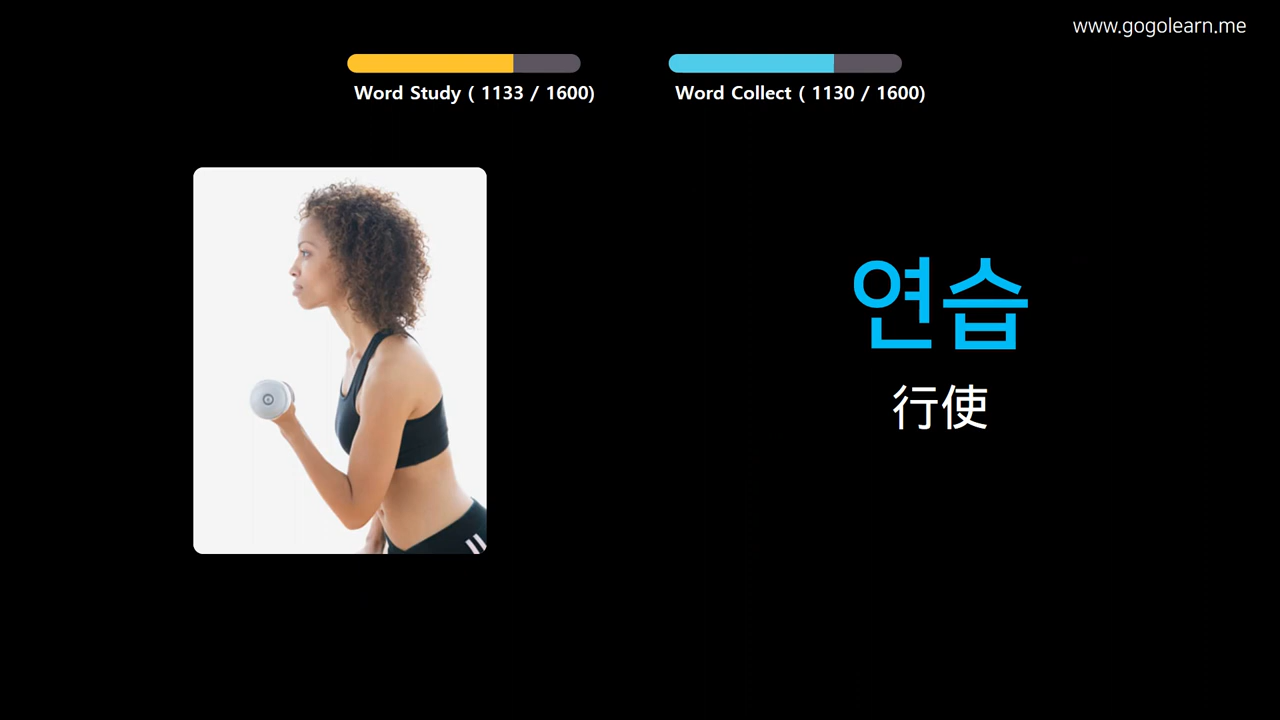 www.gogolearn.me
Word Study ( 1133 / 1600)
Word Collect ( 1130 / 1600)
연습
行使